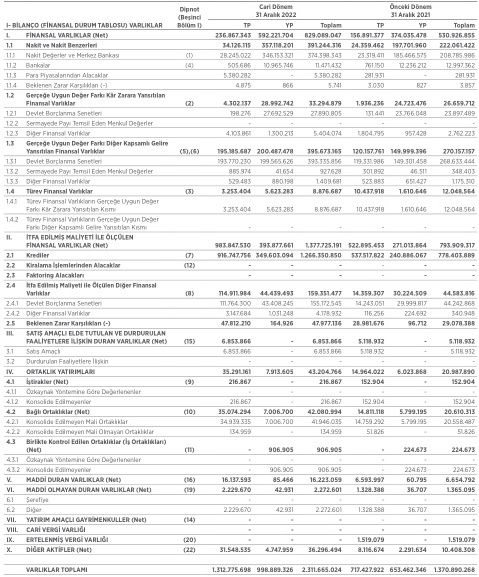 Dipnot Cari Dönem Önceki Dönem
I- BİLANÇO (FİNANSAL DURUM TABLOSU) VARLIKLAR (Beşinci Bölüm I) 31 Aralık 2022 31 Aralık 2021
TP YP Toplam TP YP Toplam
I. FİNANSAL VARLIKLAR (Net) 236.867.343 592.221.704 829.089.047 156.891.377 374.035.478 530.926.855
1.1 Nakit ve Nakit Benzerleri 34.126.115 357.118.201 391.244.316 24.359.462 197.701.960 222.061.422
1.1.1 Nakit Değerler ve Merkez Bankası (1) 28.245.022 346.153.321 374.398.343 23.319.411 185.466.575 208.785.986
1.1.2 Bankalar (4) 505.686 10.965.746 11.471.432 761.150 12.236.212 12.997.362
1.1.3 Para Piyasalarından Alacaklar 5.380.282 - 5.380.282 281.931 - 281.931
1.1.4 Beklenen Zarar Karşılıkları (-) 4.875 866 5.741 3.030 827 3.857
1.2 Gerçeğe Uygun Değer Farkı Kâr Zarara Yansıtılan
Finansal Varlıklar (2) 4.302.137 28.992.742 33.294.879 1.936.236 24.723.476 26.659.712
1.2.1 Devlet Borçlanma Senetleri 198.276 27.692.529 27.890.805 131.441 23.766.048 23.897.489
1.2.2 Sermayede Payı Temsil Eden Menkul Değerler - - - - - -
1.2.3 Diğer Finansal Varlıklar 4.103.861 1.300.213 5.404.074 1.804.795 957.428 2.762.223
1.3 Gerçeğe Uygun Değer Farkı Diğer Kapsamlı Gelire
Yansıtılan Finansal Varlıklar (5),(6) 195.185.687 200.487.478 395.673.165 120.157.761 149.999.396 270.157.157
1.3.1 Devlet Borçlanma Senetleri 193.770.230 199.565.626 393.335.856 119.331.986 149.301.458 268.633.444
1.3.2 Sermayede Payı Temsil Eden Menkul Değerler 885.974 41.654 927.628 301.892 46.511 348.403
1.3.3 Diğer Finansal Varlıklar 529.483 880.198 1.409.681 523.883 651.427 1.175.310
1.4 Türev Finansal Varlıklar (3) 3.253.404 5.623.283 8.876.687 10.437.918 1.610.646 12.048.564
1.4.1 Türev Finansal Varlıkların Gerçeğe Uygun Değer
Farkı Kâr Zarara Yansıtılan Kısmı 3.253.404 5.623.283 8.876.687 10.437.918 1.610.646 12.048.564
1.4.2 Türev Finansal Varlıkların Gerçeğe Uygun Değer
Farkı Diğer Kapsamlı Gelire Yansıtılan Kısmı - - - - - -
II. İTFA EDİLMİŞ MALİYETİ İLE ÖLÇÜLEN
FİNANSAL VARLIKLAR (Net) 983.847.530 393.877.661 1.377.725.191 522.895.453 271.013.864 793.909.317
2.1 Krediler (7) 916.747.756 349.603.094 1.266.350.850 537.517.822 240.886.067 778.403.889
2.2 Kiralama İşlemlerinden Alacaklar (12) - - - - - -
2.3 Faktoring Alacakları - - - - - -
2.4 İtfa Edilmiş Maliyeti ile Ölçülen Diğer Finansal
Varlıklar (8) 114.911.984 44.439.493 159.351.477 14.359.307 30.224.509 44.583.816
2.4.1 Devlet Borçlanma Senetleri 111.764.300 43.408.245 155.172.545 14.243.051 29.999.817 44.242.868
2.4.2 Diğer Finansal Varlıklar 3.147.684 1.031.248 4.178.932 116.256 224.692 340.948
2.5 Beklenen Zarar Karşılıkları (-) 47.812.210 164.926 47.977.136 28.981.676 96.712 29.078.388
III. SATIŞ AMAÇLI ELDE TUTULAN VE DURDURULAN
FAALİYETLERE İLİŞKİN DURAN VARLIKLAR (Net) (15) 6.853.866 - 6.853.866 5.118.932 - 5.118.932
3.1 Satış Amaçlı 6.853.866 - 6.853.866 5.118.932 - 5.118.932
3.2 Durdurulan Faaliyetlere İlişkin - - - - - -
IV. ORTAKLIK YATIRIMLARI 35.291.161 7.913.605 43.204.766 14.964.022 6.023.868 20.987.890
4.1 İştirakler (Net) (9) 216.867 - 216.867 152.904 - 152.904
4.1.1 Özkaynak Yöntemine Göre Değerlenenler - - - - - -
4.1.2 Konsolide Edilmeyenler 216.867 - 216.867 152.904 - 152.904
4.2 Bağlı Ortaklıklar (Net) (10) 35.074.294 7.006.700 42.080.994 14.811.118 5.799.195 20.610.313
4.2.1 Konsolide Edilmeyen Mali Ortaklıklar 34.939.335 7.006.700 41.946.035 14.759.292 5.799.195 20.558.487
4.2.2 Konsolide Edilmeyen Mali Olmayan Ortaklıklar 134.959 - 134.959 51.826 - 51.826
4.3 Birlikte Kontrol Edilen Ortaklıklar (İş Ortaklıkları)
(Net) (11) - 906.905 906.905 - 224.673 224.673
4.3.1 Özkaynak Yöntemine Göre Değerlenenler - - - - - -
4.3.2 Konsolide Edilmeyenler - 906.905 906.905 - 224.673 224.673
V. MADDİ DURAN VARLIKLAR (Net) (16) 16.137.593 85.466 16.223.059 6.593.997 60.795 6.654.792
VI. MADDİ OLMAYAN DURAN VARLIKLAR (Net) (19) 2.229.670 42.931 2.272.601 1.328.388 36.707 1.365.095
6.1 Şerefiye - - - - - -
6.2 Diğer 2.229.670 42.931 2.272.601 1.328.388 36.707 1.365.095
VII. YATIRIM AMAÇLI GAYRİMENKULLER (Net) (14) - - - - - -
VIII. CARİ VERGİ VARLIĞI - - - - - -
IX. ERTELENMİŞ VERGİ VARLIĞI (20) - - - 1.519.079 - 1.519.079
X. DİĞER AKTİFLER (Net) (22) 31.548.535 4.747.959 36.296.494 8.116.674 2.291.634 10.408.308
VARLIKLAR TOPLAMI 1.312.775.698 998.889.326 2.311.665.024 717.427.922 653.462.346 1.370.890.268